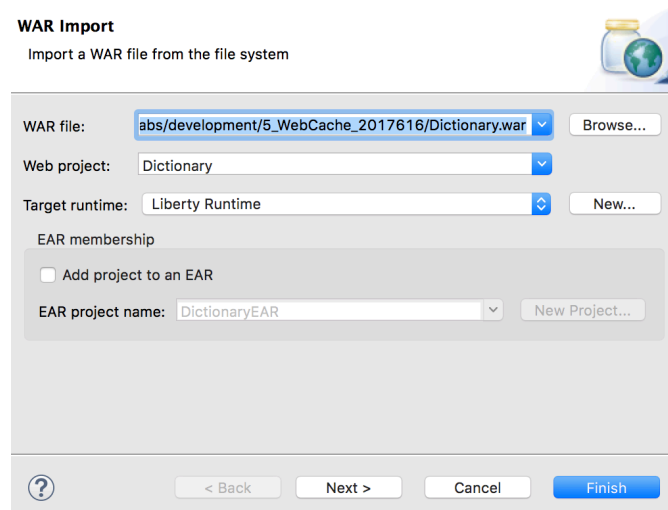 WAR Import
Import a WAR file from the file system
WAR file: abs/development/5_WebCache_2017616/Dictionary.war Browse...
Web project: Dictionary
Target runtime: Liberty Runtime New...
EAR membership
Add project to an EAR
EAR project name: DictionaryEAR New Project...
? < Back Next > Cancel Finish